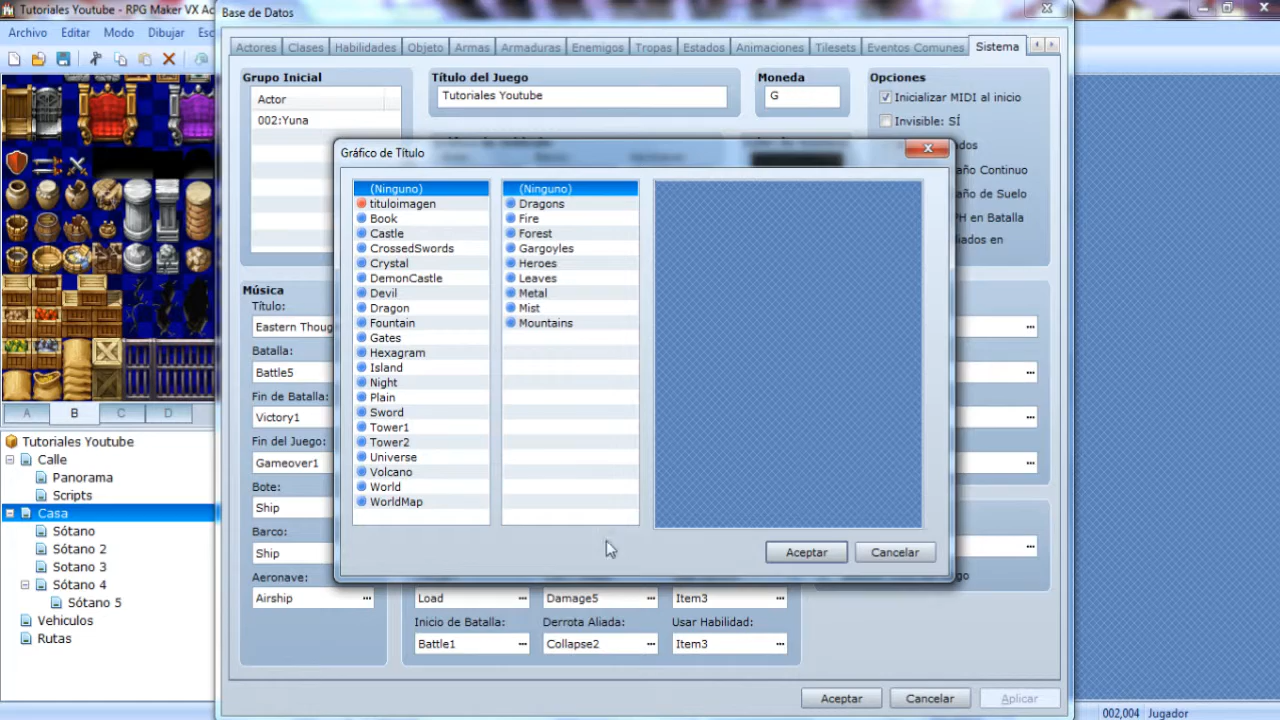 Tutoriales Youtube - RPG Maker VX Ac
Archivo Editar Modo Dibujar Esc
Base de Datos
Actores Clases Habilidades Objeto Armas Armaduras Enemigos Tropas Estados Animaciones Tilesets Eventos Comunes Sistema
Grupo Inicial
Actor
002:Yuna
Título del Juego
Tutoriales Youtube
Moneda
G
Opciones
Inicializar MIDI al inicio
Invisible: SÍ
dos
año Continuo
año de Suelo
PH en Batalla
liados en
Gráfico de Título
(Ninguno)
tituloimagen
Book
Castle
CrossedSwords
Crystal
DemonCastle
Devil
Dragon
Fountain
Gates
Hexagram
Island
Night
Plain
Sword
Tower1
Tower2
Universe
Volcano
World
WorldMap
(Ninguno)
Dragons
Fire
Forest
Gargoyles
Heroes
Leaves
Metal
Mist
Mountains
Aceptar Cancelar
Música
Título:
Eastern Thoug
Batalla:
Battle5
Fin de Batalla:
Victory1
Fin del Juego:
Gameover1
Bote:
Ship
Barco:
Ship
Aeronave:
Airship ...
Load ... Damage5 ... Item3 ...
Inicio de Batalla: Derrota Aliada: Usar Habilidad:
Battle1 ... Collapse2 ... Item3 ...
...
...
...
...
...
go
Aceptar Cancelar Aplicar
A B C D
Tutoriales Youtube
Calle
Panorama
Scripts
Casa
Sótano
Sótano 2
Sotano 3
Sótano 4
Sótano 5
Vehiculos
Rutas
002,004 Jugador